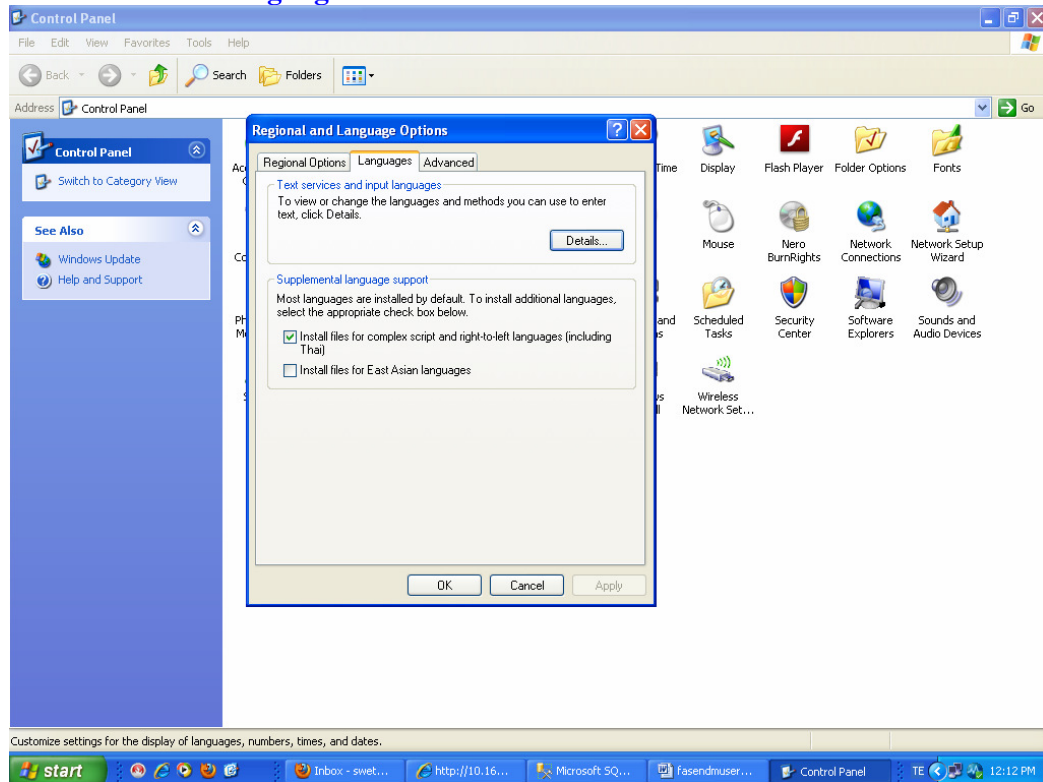 Control Panel
File Edit View Favorites Tools Help
Back Search Folders
Address Control Panel Go
Control Panel
Switch to Category View
See Also
Windows Update
Help and Support
Regional and Language Options
Regional Options Languages Advanced
Text services and input languages
To view or change the languages and methods you can use to enter
text, click Details.
Details...
Supplemental language support
Most languages are installed by default. To install additional languages,
select the appropriate check box below.
Install files for complex script and right-to-left languages (including
Thai)
Install files for East Asian languages
OK Cancel Apply
Time Display Flash Player Folder Options Fonts
Mouse Nero
BurnRights Network
Connections Network Setup
Wizard
and Scheduled
Tasks Security
Center Software
Explorers Sounds and
Audio Devices
Wireless
Network Set...
Customize settings for the display of languages, numbers, times, and dates.
start Inbox - swet... http://10.16... Microsoft SQ... fasendmuser... Control Panel TE 12:12 PM